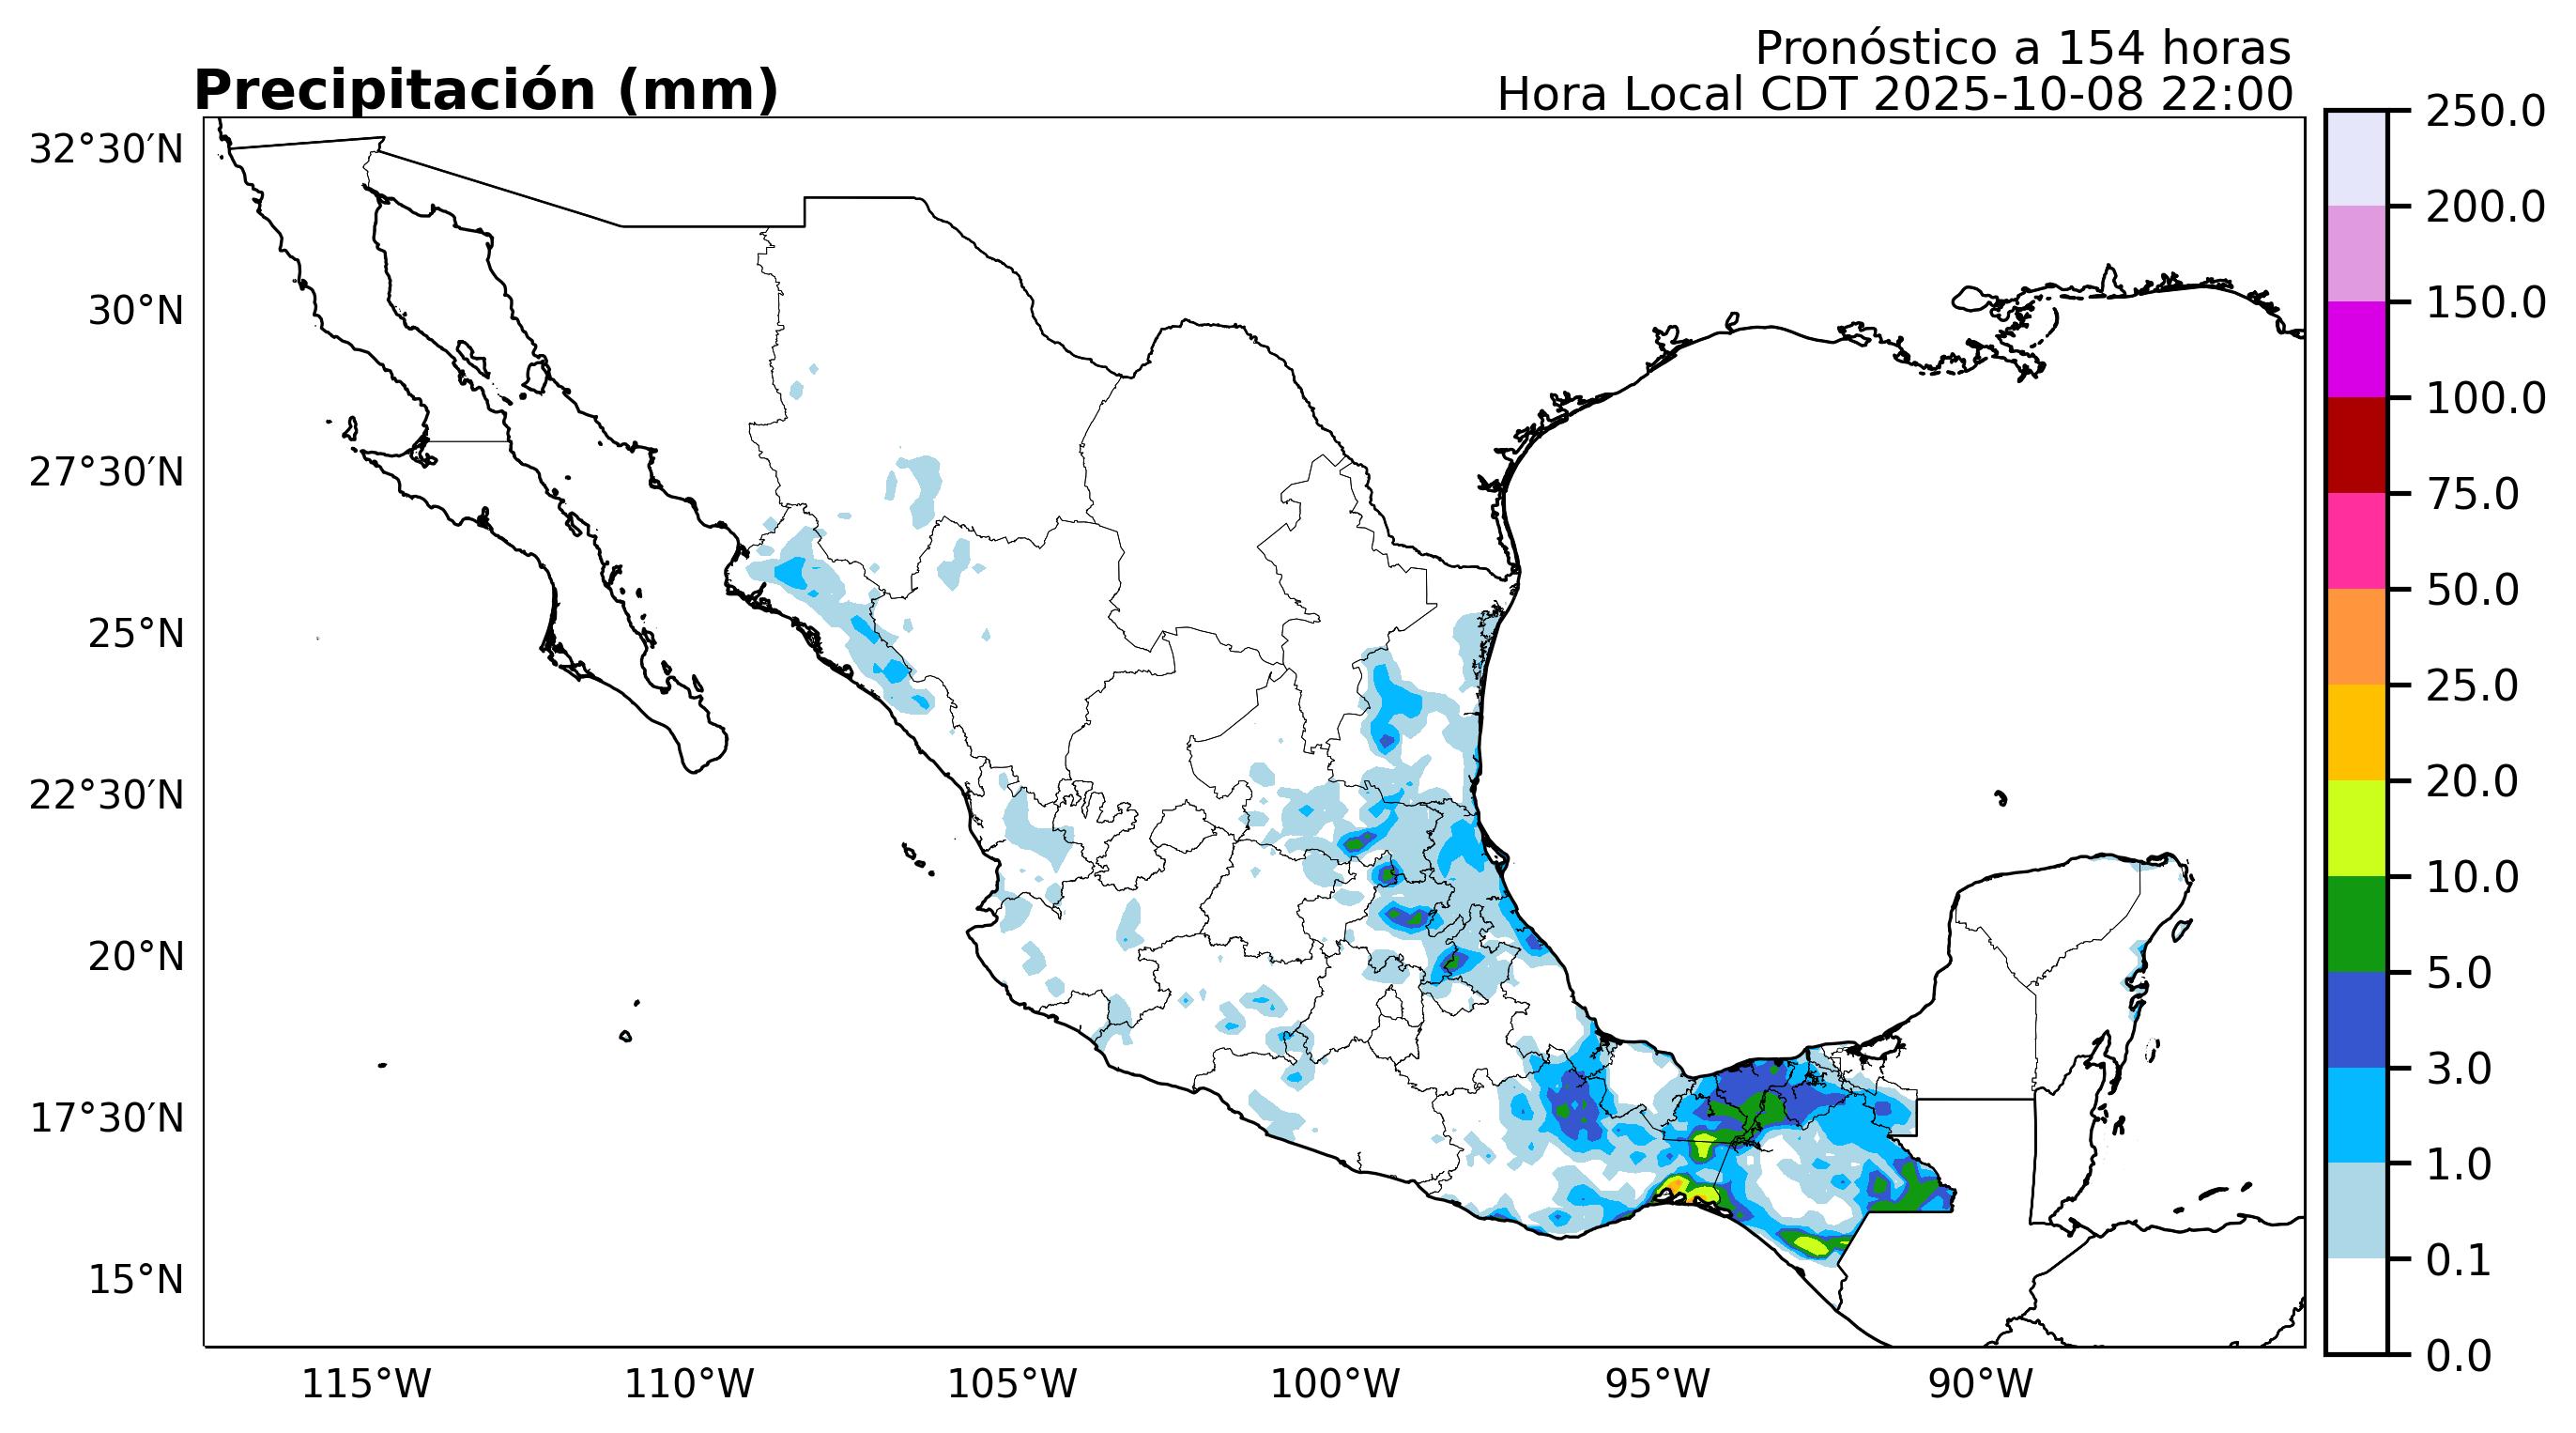 Pronóstico a 154 horas
Precipitación (mm)
Hora Local CDT 2025-10-08 22:00
32°30′N
30°N
27°30′N
25°N
22°30′N
20°N
17°30′N
15°N
115°W
110°W
105°W
100°W
95°W
90°W
250.0
200.0
150.0
100.0
75.0
50.0
25.0
20.0
10.0
5.0
3.0
1.0
0.1
0.0